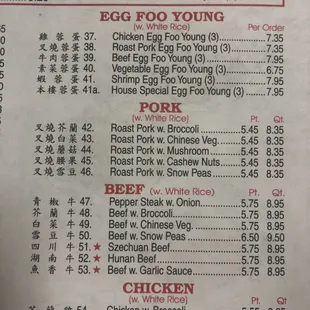 EGG FOO YOUNG
(w. White Rice) Per Order
雞蓉蛋 37. Chicken Egg Foo Young (3) 7.35
叉燒蓉蛋 38. Roast Pork Egg Foo Young (3) 7.35
牛肉蓉蛋 39. Beef Egg Foo Young (3) 7.95
素菜蓉蛋 40. Vegetable Egg Foo Young (3) 6.75
蝦蓉蛋 41. Shrimp Egg Foo Young (3) 7.95
本樓蓉蛋 41a. House Special Egg Foo Young (3) 7.95
PORK
(w. White Rice) Pt. Qt.
叉燒芥蘭 42. Roast Pork w. Broccoli 5.45 8.35
叉燒白菜 43. Roast Pork w. Chinese Veg. 5.45 8.35
叉燒蘑菇 44. Roast Pork w. Mushroom 5.45 8.35
叉燒腰果 45. Roast Pork w. Cashew Nuts 5.45 8.35
叉燒雪豆 46. Roast Pork w. Snow Peas 5.45 8.35
BEEF (w. White Rice) Pt. Qt.
青椒牛 47. Pepper Steak w. Onion 5.75 8.95
芥蘭牛 48. Beef w. Broccoli 5.75 8.95
白菜牛 49. Beef w. Chinese Veg. 5.75 8.95
雪豆牛 50. Beef w. Snow Peas 6.50 9.50
四川牛 51. ★ Szechuan Beef 5.75 8.95
湖南牛 52. ★ Hunan Beef 5.75 8.95
魚香牛 53. ★ Beef w. Garlic Sauce 5.75 8.95
CHICKEN
(w. White Rice) Pt. Qt.